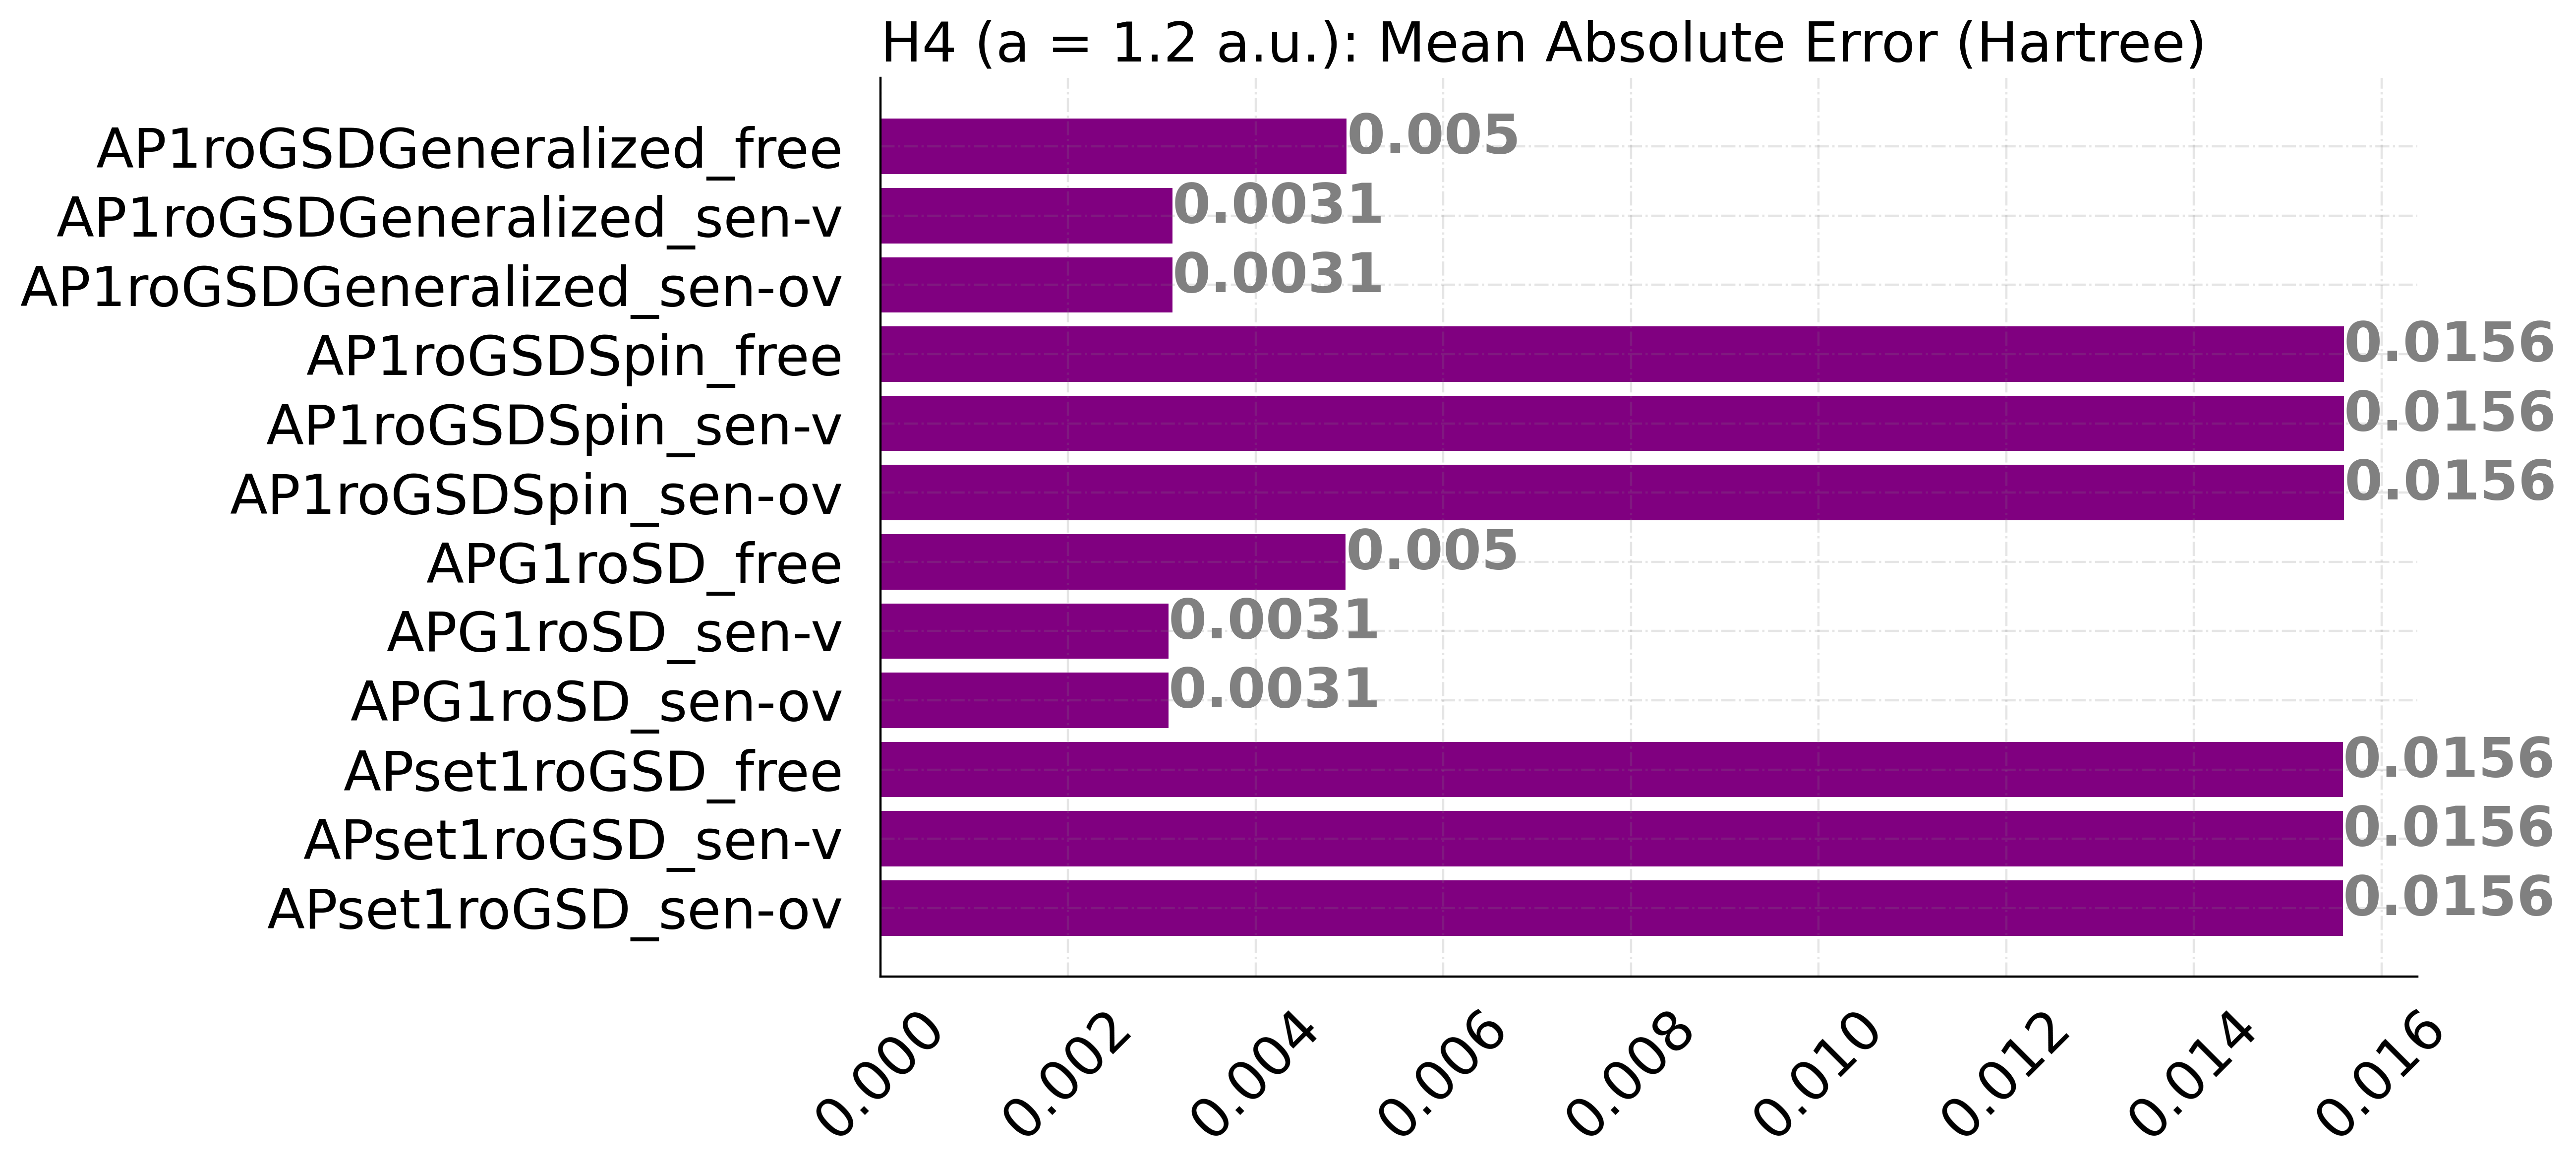 H4 (a = 1.2 a.u.): Mean Absolute Error (Hartree)
AP1roGSDGeneralized_free 0.005
AP1roGSDGeneralized_sen-v 0.0031
AP1roGSDGeneralized_sen-ov 0.0031
AP1roGSDSpin_free 0.0156
AP1roGSDSpin_sen-v 0.0156
AP1roGSDSpin_sen-ov 0.0156
APG1roSD_free 0.005
APG1roSD_sen-v 0.0031
APG1roSD_sen-ov 0.0031
APset1roGSD_free 0.0156
APset1roGSD_sen-v 0.0156
APset1roGSD_sen-ov 0.0156
0.000 0.002 0.004 0.006 0.008 0.010 0.012 0.014 0.016